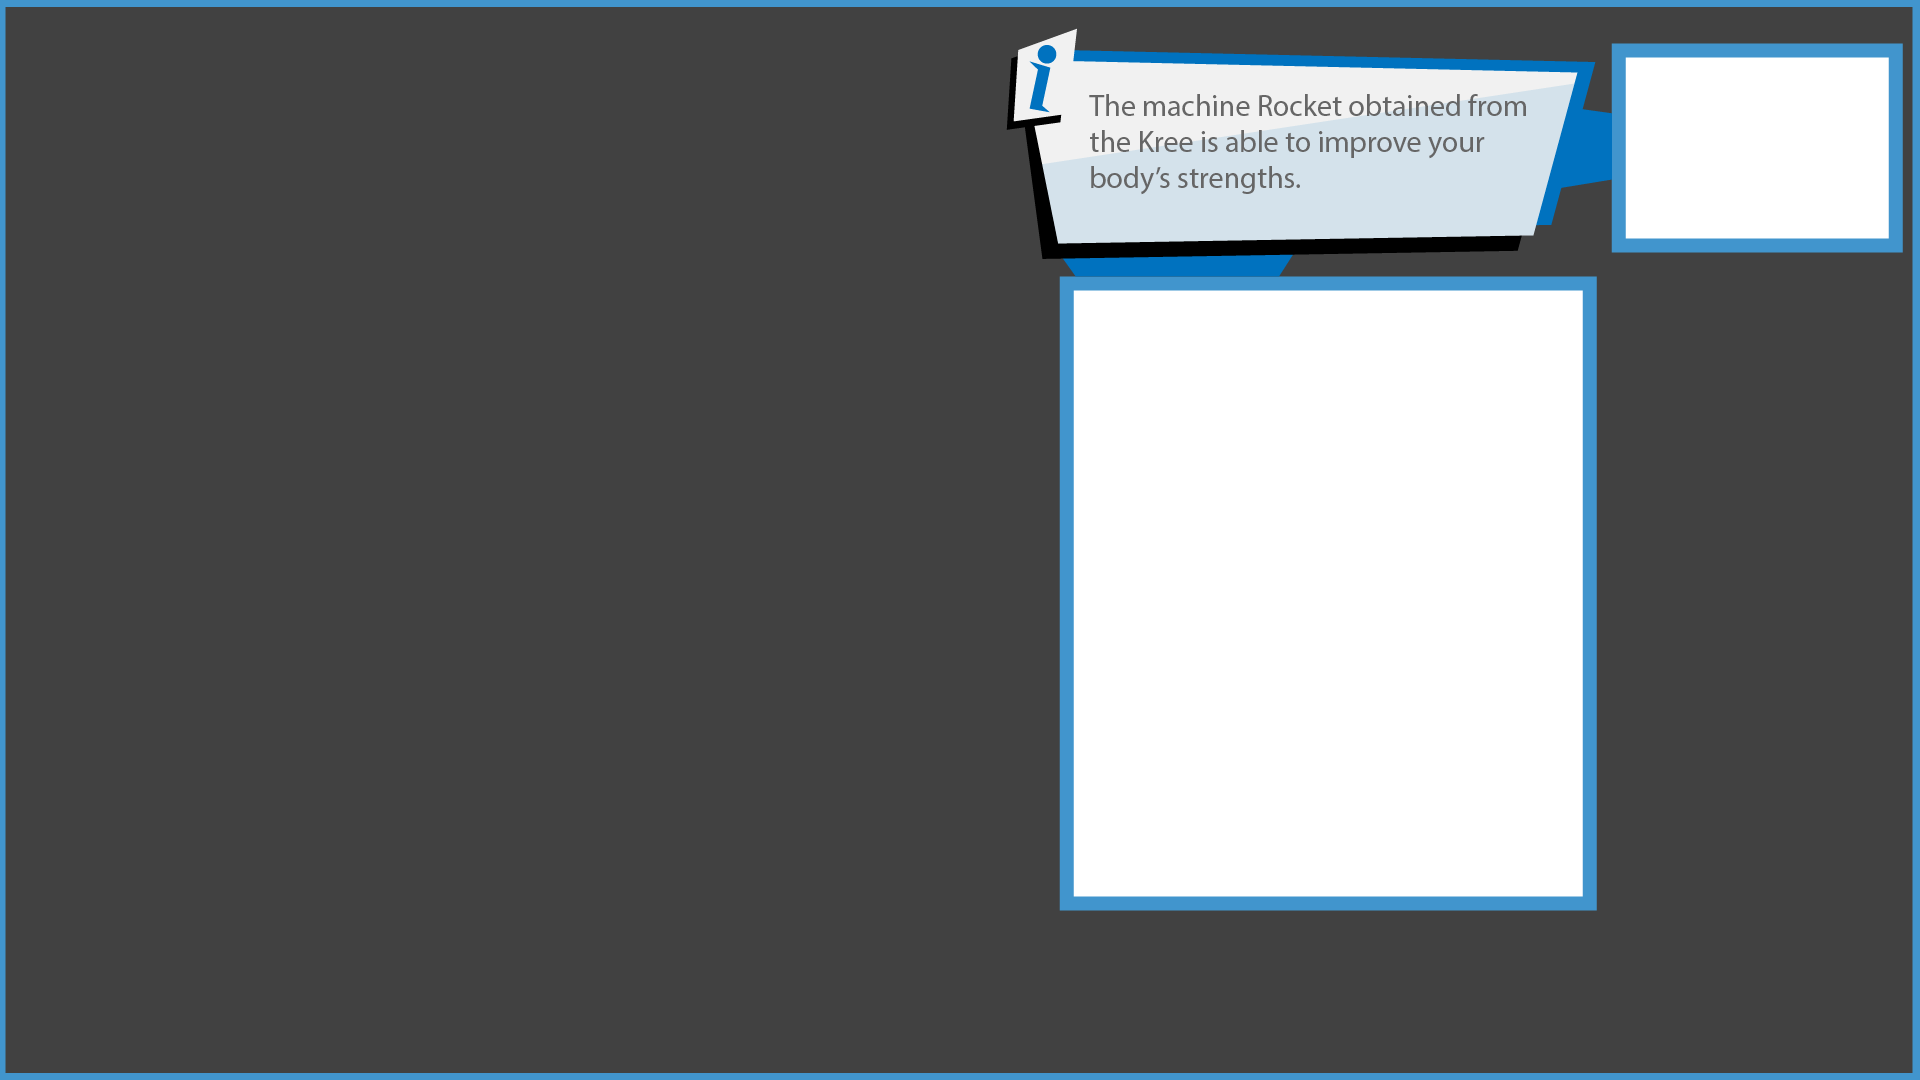 The machine Rocket obtained from
the Kree is able to improve your
body’s strengths.